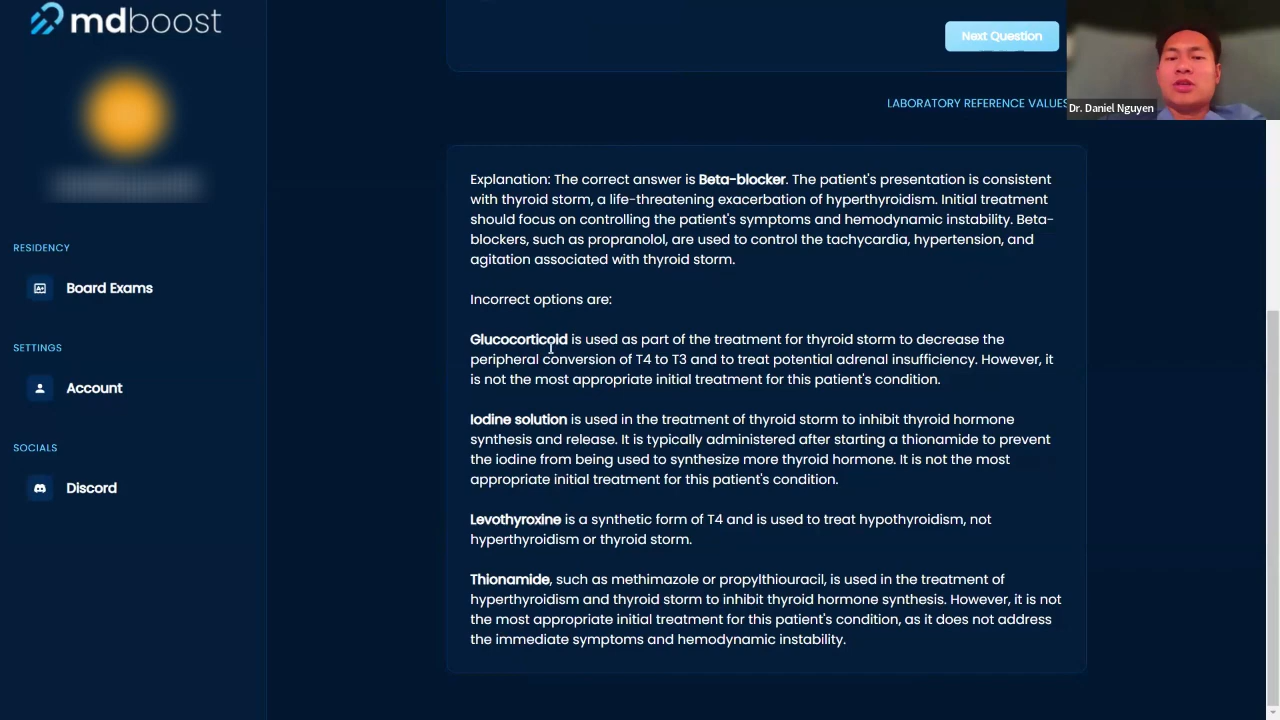 mdboost
Next Question
Dr. Daniel Nguyen
LABORATORY REFERENCE VALUES
RESIDENCY
Board Exams
SETTINGS
Account
SOCIALS
Discord
Explanation: The correct answer is Beta-blocker. The patient's presentation is consistent
with thyroid storm, a life-threatening exacerbation of hyperthyroidism. Initial treatment
should focus on controlling the patient's symptoms and hemodynamic instability. Beta-
blockers, such as propranolol, are used to control the tachycardia, hypertension, and
agitation associated with thyroid storm.
Incorrect options are:
Glucocorticoid is used as part of the treatment for thyroid storm to decrease the
peripheral conversion of T4 to T3 and to treat potential adrenal insufficiency. However, it
is not the most appropriate initial treatment for this patient's condition.
Iodine solution is used in the treatment of thyroid storm to inhibit thyroid hormone
synthesis and release. It is typically administered after starting a thionamide to prevent
the iodine from being used to synthesize more thyroid hormone. It is not the most
appropriate initial treatment for this patient's condition.
Levothyroxine is a synthetic form of T4 and is used to treat hypothyroidism, not
hyperthyroidism or thyroid storm.
Thionamide, such as methimazole or propylthiouracil, is used in the treatment of
hyperthyroidism and thyroid storm to inhibit thyroid hormone synthesis. However, it is not
the most appropriate initial treatment for this patient's condition, as it does not address
the immediate symptoms and hemodynamic instability.